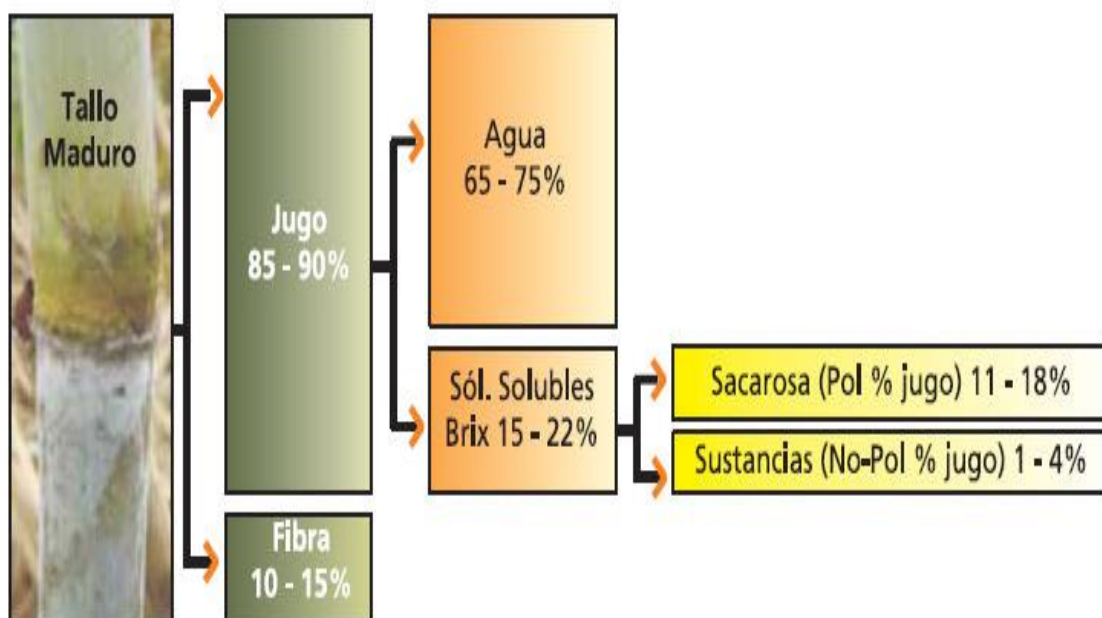 Tallo
Maduro
Jugo
85 - 90%
Fibra
10 - 15%
Agua
65 - 75%
Sól. Solubles
Brix 15 - 22%
Sacarosa (Pol % jugo) 11 - 18%
Sustancias (No-Pol % jugo) 1 - 4%